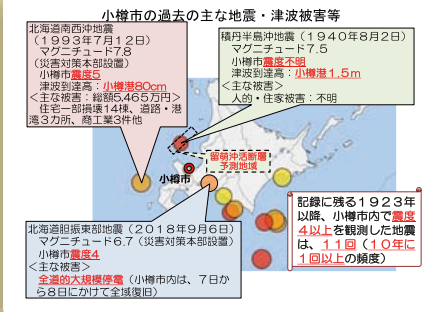 小樽市の過去の主な地震・津波被害等
北海道南西沖地震
(1993年7月12日)
マグニチュード7.8
(災害対策本部設置)
小樽市震度5
津波到達高:小樽港80cm
<主な被害:総額5,465万円>
住宅一部損壊14棟、道路・港
湾3カ所、商工業3件他
積丹半島沖地震(1940年8月2日)
マグニチュード7.5
小樽市震度不明
津波到達高:小樽港1.5m
<主な被害>
人的・住家被害:不明
留萌沖活断層
予測地域
小樽市
北海道胆振東部地震(2018年9月6日)
マグニチュード6.7(災害対策本部設置)
小樽市震度4
<主な被害>
全道的大規模停電(小樽市内は、7日か
ら8日にかけて全域復旧)
記録に残る1923年
以降、小樽市内で震度
4以上を観測した地震
は、11回(10年に
1回以上の頻度)